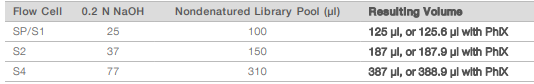 Flow Cell 0.2 N NaOH Nondenatured Library Pool (µl) Resulting Volume
SP/S1 25 100 125 µl, or 125.6 µl with PhiX
S2 37 150 187 µl, or 187.9 µl with PhiX
S4 77 310 387 µl, or 388.9 µl with PhiX